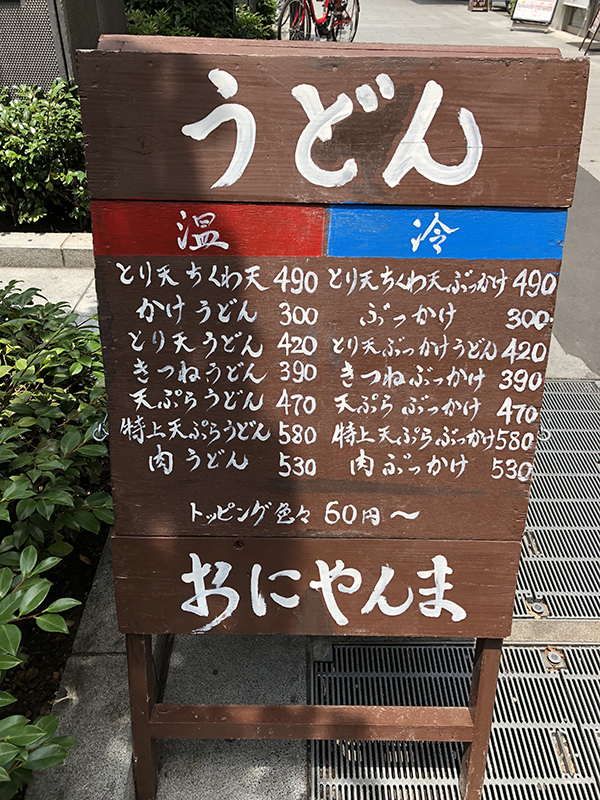 うどん
温 冷
とり天ちくわ天 490 とり天ちくわ天ぶっかけ 490
かけうどん 300 ぶっかけ 300
とり天うどん 420 とり天ぶっかけうどん 420
きつねうどん 390 きつねぶっかけ 390
天ぷらうどん 470 天ぷらぶっかけ 470
特上天ぷらうどん 580 特上天ぷらぶっかけ 580
肉うどん 530 肉ぶっかけ 530
トッピング色々 60円〜
おにやんま